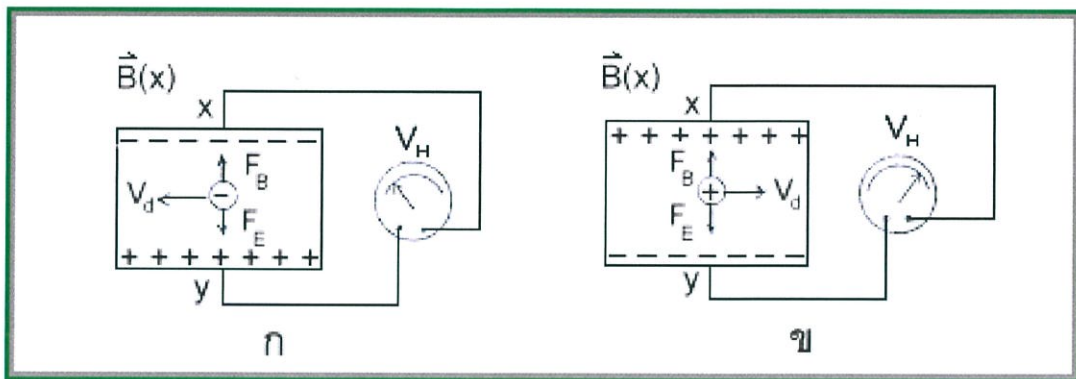 B(x)
x
− − − − − − − − −
V_H
F_B
−
V_d
F_E
+ + + + + + +
y
ก
B(x)
x
+ + + + + + +
V_H
F_B
+
V_d
F_E
− − − − − − − − −
y
ข